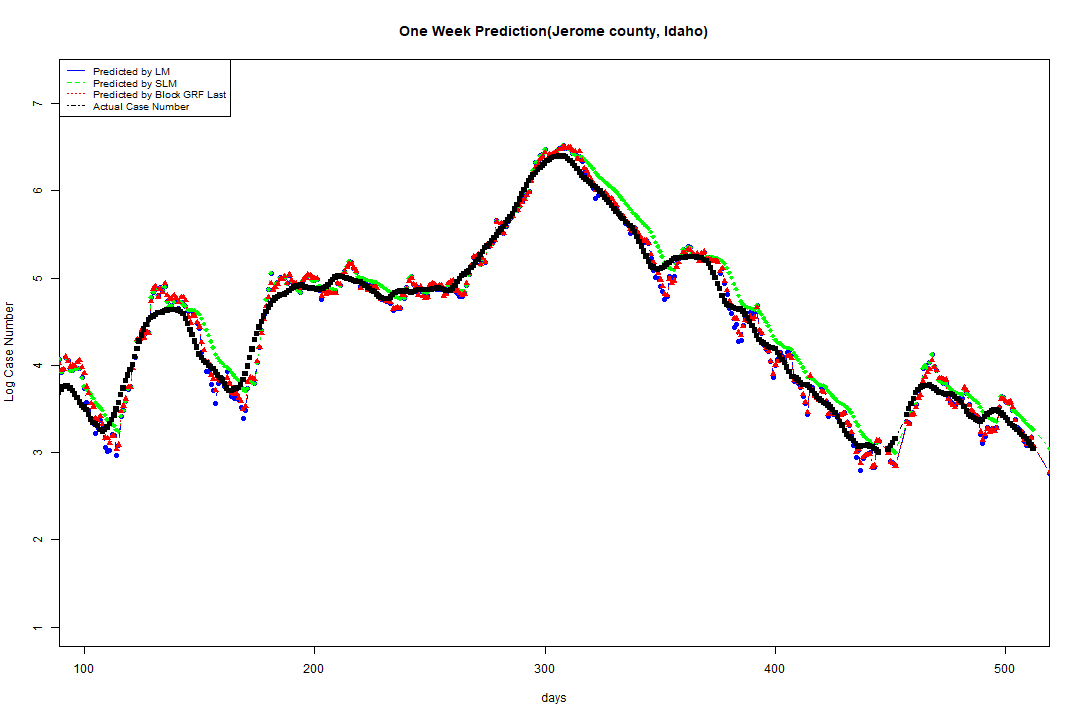 One Week Prediction(Jerome county, Idaho)
Predicted by LM
Predicted by SLM
Predicted by Block GRF Last
Actual Case Number
Log Case Number
7
6
5
4
3
2
1
100 200 300 400 500
days